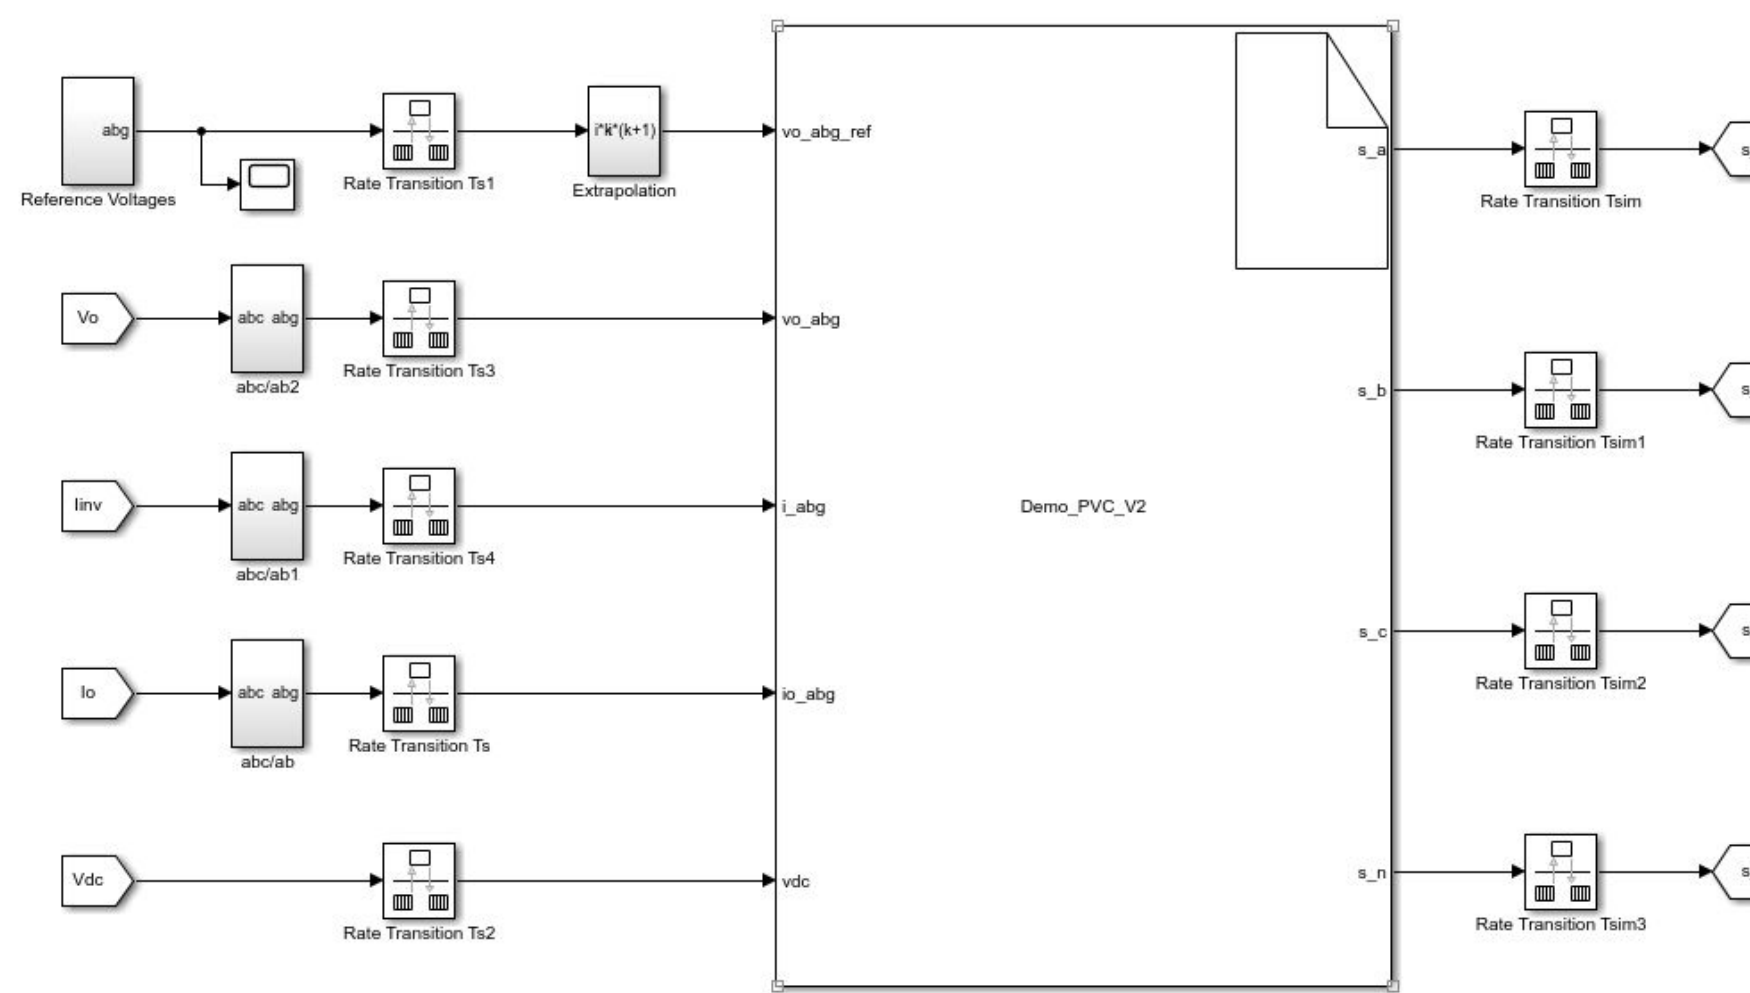 abg
Reference Voltages
Rate Transition Ts1
i*k*(k+1)
Extrapolation
vo_abg_ref
Vo
abc abg
abc/ab2
Rate Transition Ts3
vo_abg
Iinv
abc abg
abc/ab1
Rate Transition Ts4
i_abg
Io
abc abg
abc/ab
Rate Transition Ts
io_abg
Vdc
Rate Transition Ts2
vdc
Demo_PVC_V2
s_a
Rate Transition Tsim
s
s_b
Rate Transition Tsim1
s
s_c
Rate Transition Tsim2
s
s_n
Rate Transition Tsim3
s